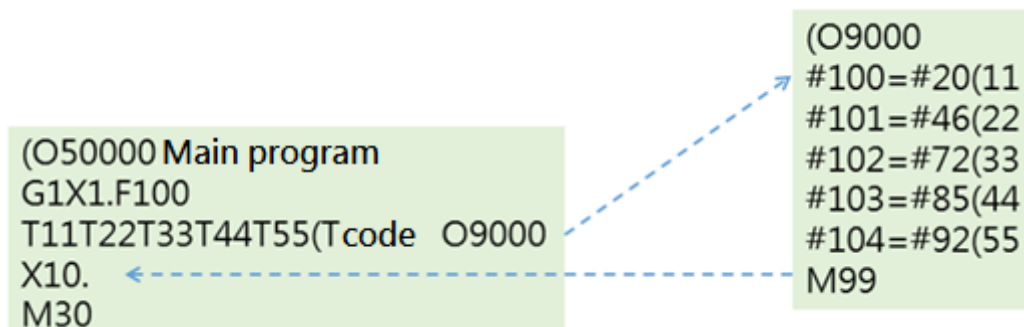 (O50000 Main program
G1X1.F100
T11T22T33T44T55(Tcode O9000
X10.
M30
(O9000
#100=#20(11
#101=#46(22
#102=#72(33
#103=#85(44
#104=#92(55
M99